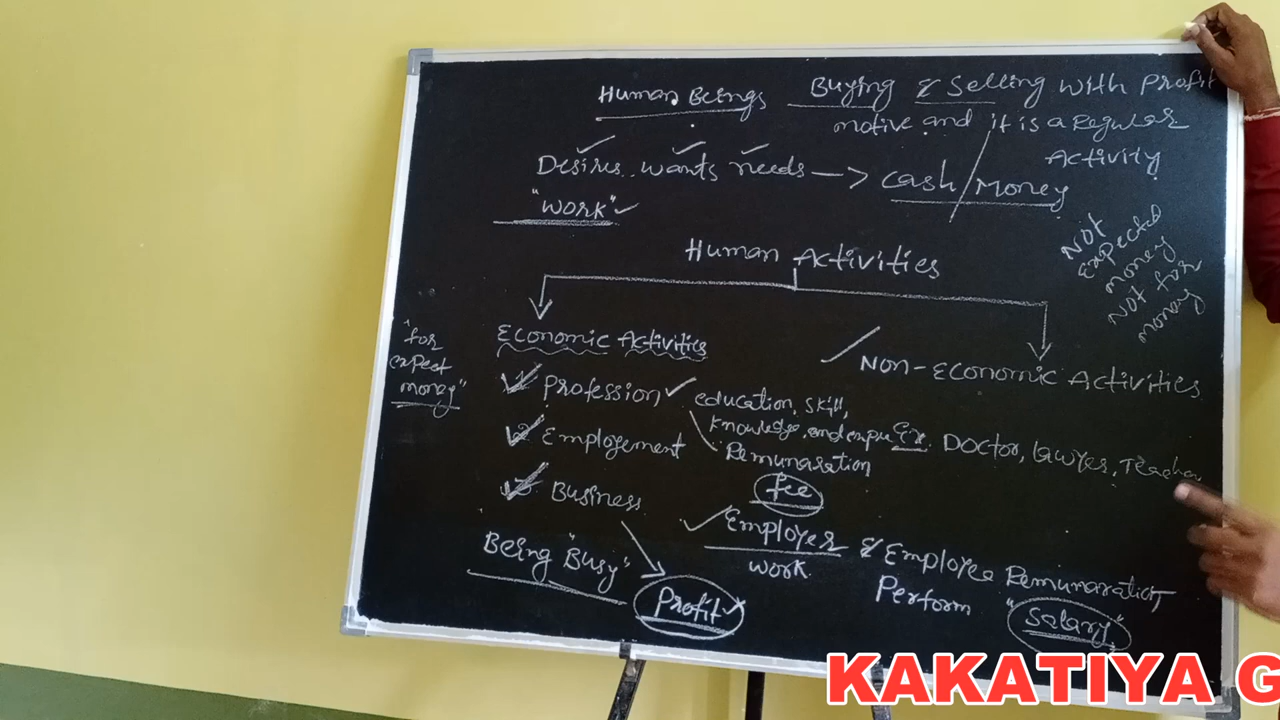 Human Beings
Buying & Selling with Profit
motive and it is a Regular
Activity
Desires wants needs -> Cash/Money
"work"
Not
Expected
money
Not for
money
Human Activities
"for
expect
money"
Economic Activities
Non-Economic Activities
1. Profession
education, skill,
knowledge, and
Ex. Doctor, Lawyer, Teacher
Remunaration
fee
2. Employement
3. Business
Employer & Employee Remunaration
work Perform "Salary"
Being "Busy"
Profit
KAKATIYA G